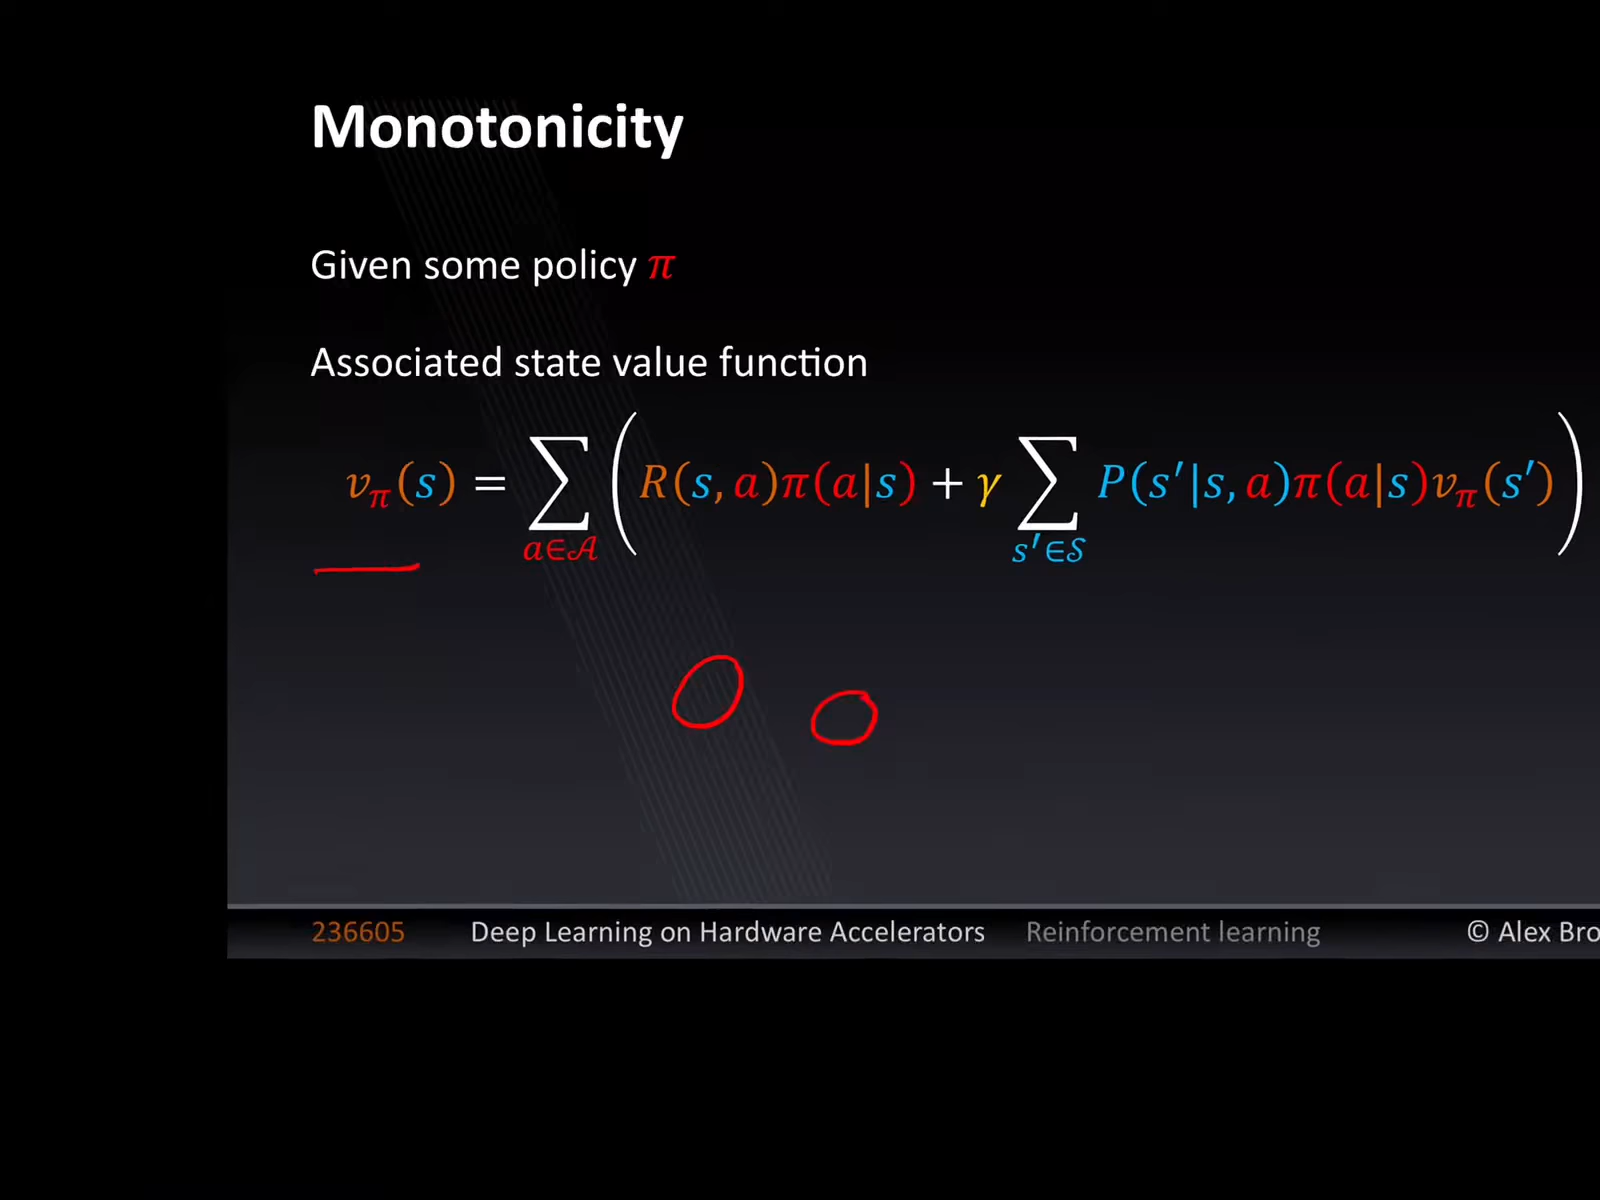 Monotonicity
Given some policy π
Associated state value function
v_π(s) = ∑_{a∈𝒜} ( R(s, a)π(a|s) + γ ∑_{s′∈𝒮} P(s′|s, a)π(a|s)v_π(s′) )
236605 Deep Learning on Hardware Accelerators Reinforcement learning © Alex Bro